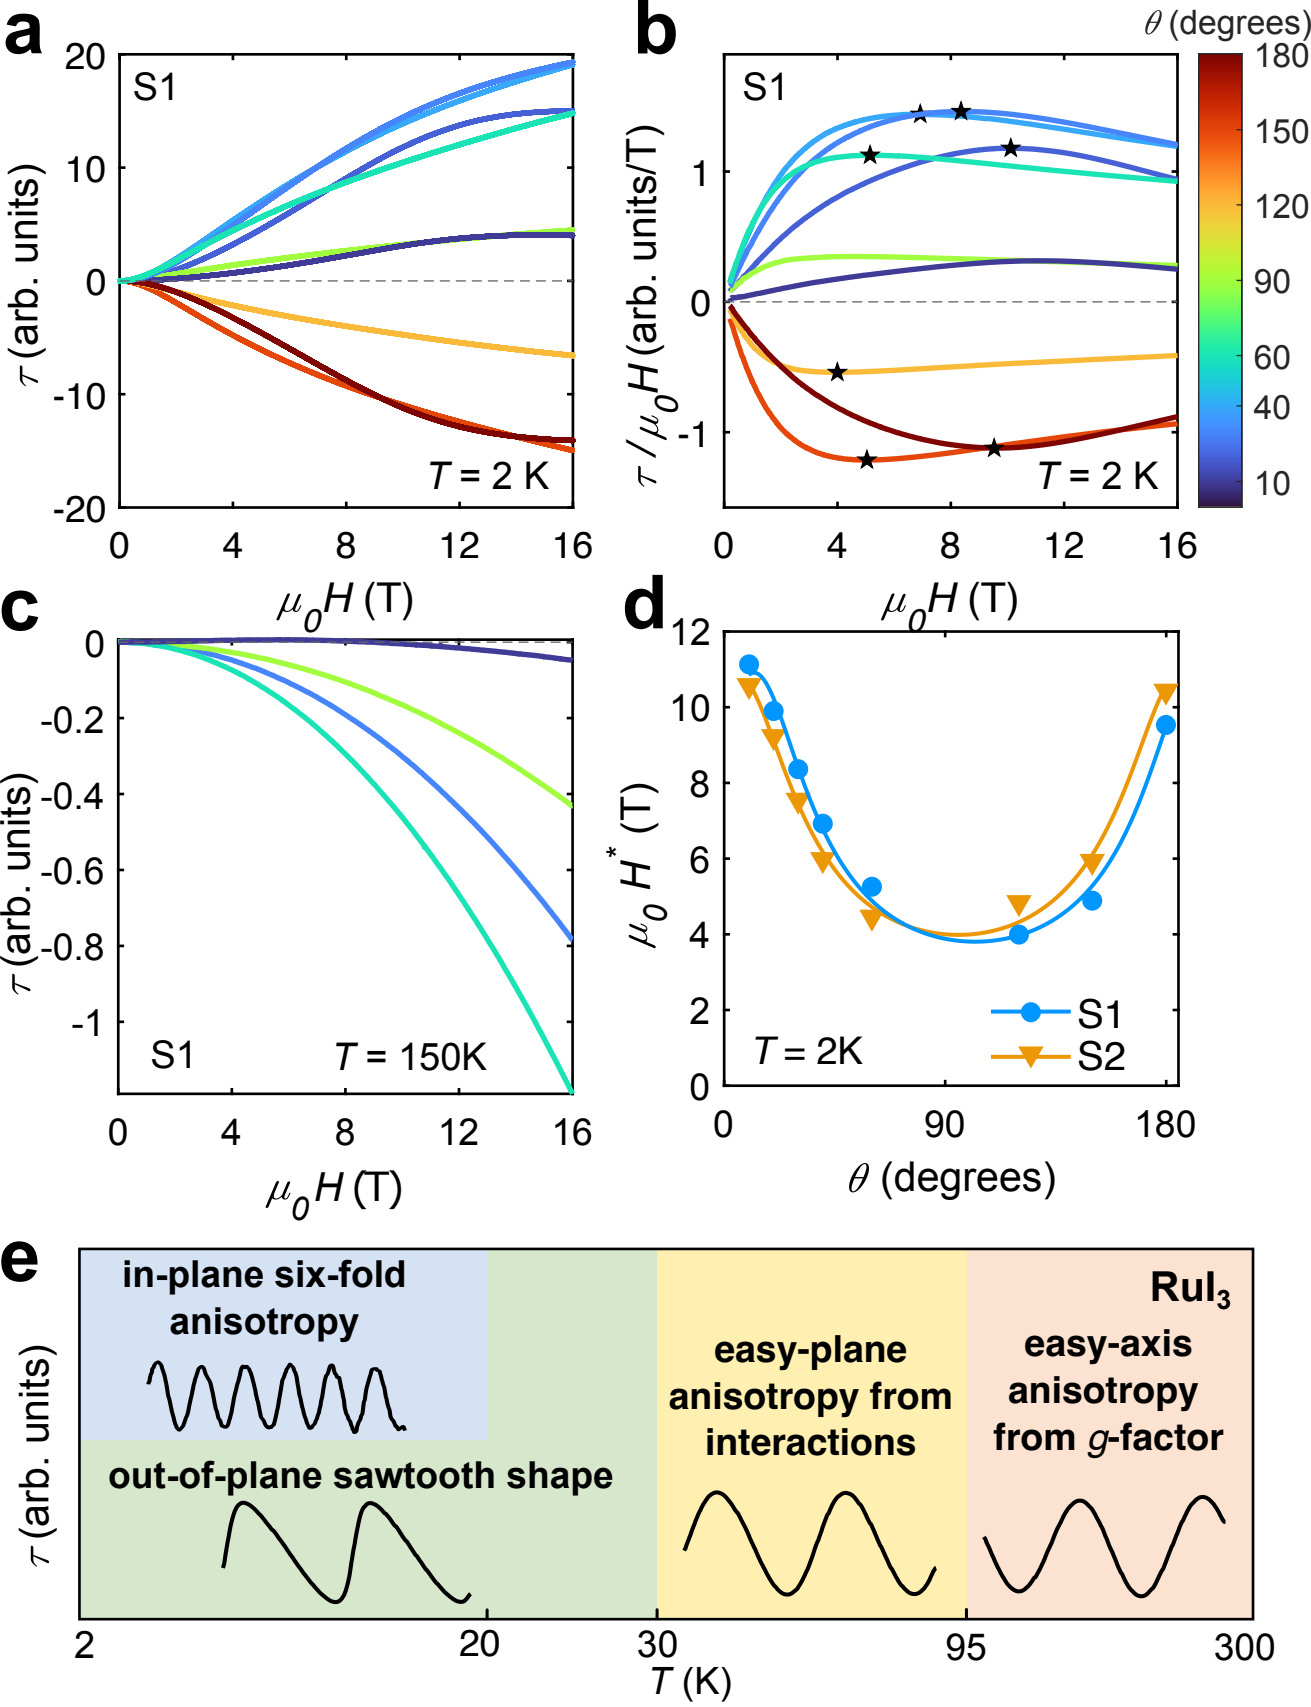 a
20
10
0
-10
-20
S1
T = 2 K
τ (arb. units)
0 4 8 12 16
μ0H (T)
b
1
0
-1
S1
T = 2 K
τ / μ0H (arb. units/T)
0 4 8 12 16
μ0H (T)
θ (degrees)
180
150
120
90
60
40
10
c
0
-0.2
-0.4
-0.6
-0.8
-1
S1
T = 150K
τ (arb. units)
0 4 8 12 16
μ0H (T)
d
12
10
8
6
4
2
0
μ0H* (T)
S1
S2
T = 2K
0 90 180
θ (degrees)
e
in-plane six-fold
anisotropy
out-of-plane sawtooth shape
easy-plane
anisotropy from
interactions
RuI3
easy-axis
anisotropy
from g-factor
τ (arb. units)
2 20 30 95 300
T (K)